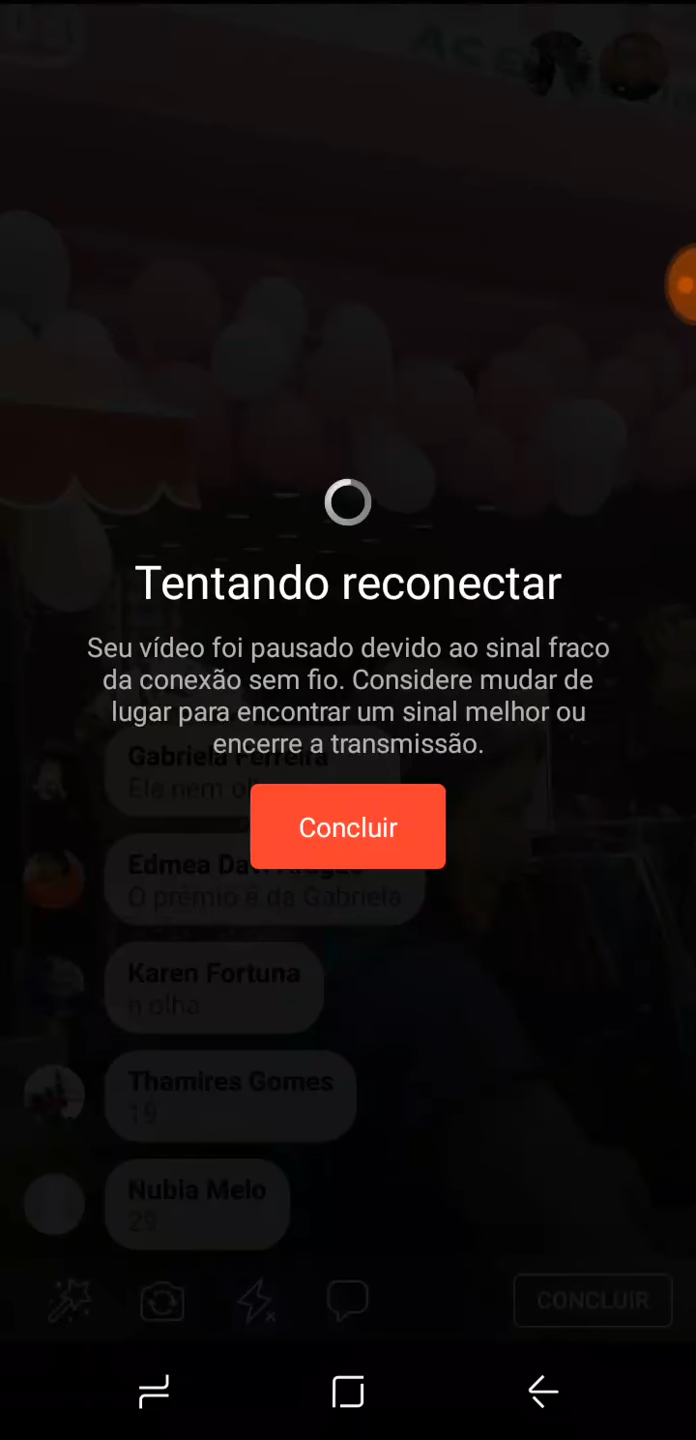 Tentando reconectar
Seu vídeo foi pausado devido ao sinal fraco
da conexão sem fio. Considere mudar de
lugar para encontrar um sinal melhor ou
encerre a transmissão.
Gabriela Ferreira
Ele nem
Concluir
Edmea
O prêmio é da Gabriela
Karen Fortuna
n olha
Thamires Gomes
19
Nubia Melo
29
CONCLUIR